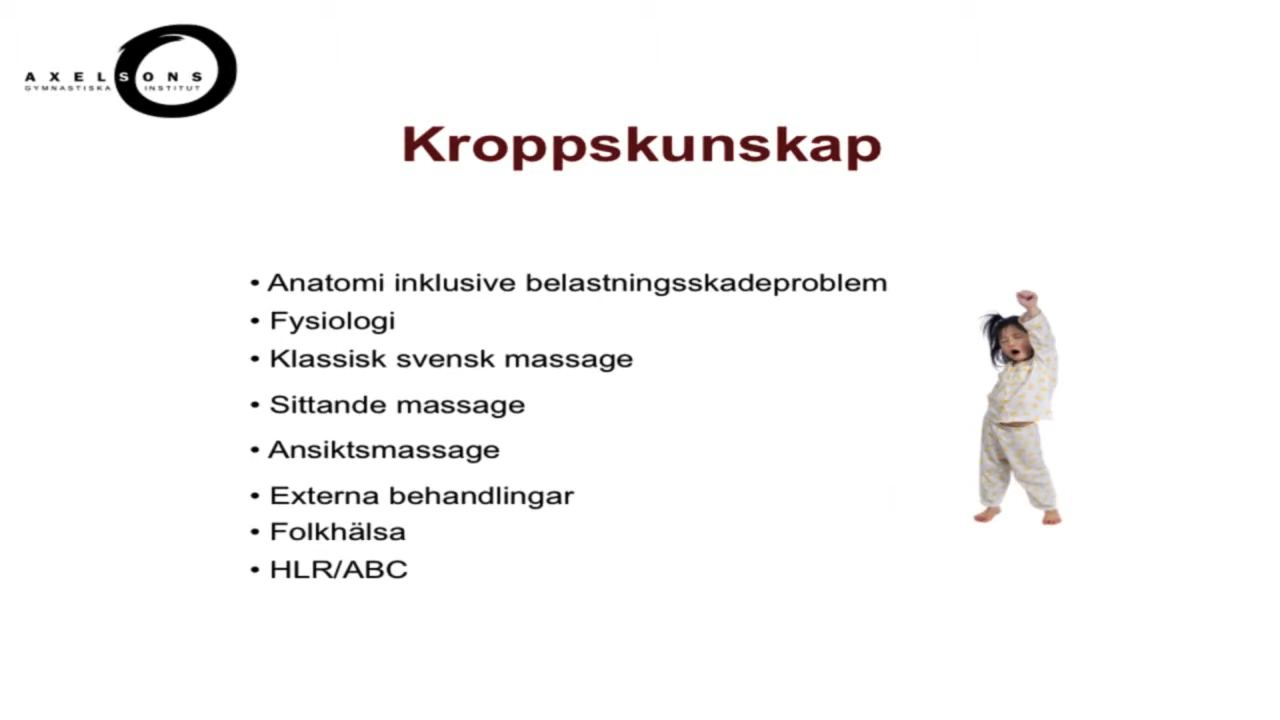 AXELSONS
GYMNASTISKA INSTITUT
Kroppskunskap
• Anatomi inklusive belastningsskadeproblem
• Fysiologi
• Klassisk svensk massage
• Sittande massage
• Ansiktsmassage
• Externa behandlingar
• Folkhälsa
• HLR/ABC